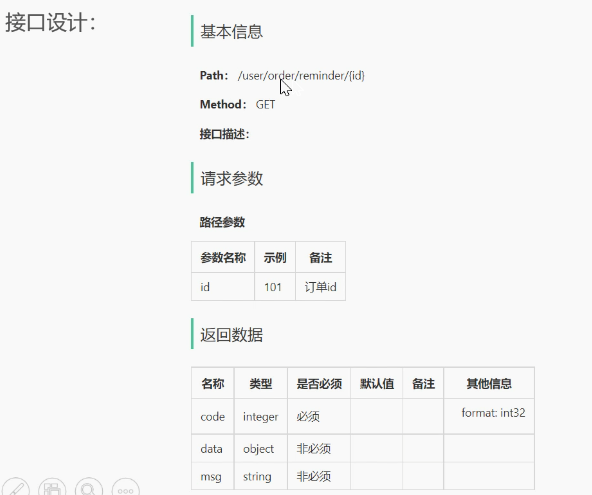 接口设计：
基本信息
Path： /user/order/reminder/{id}
Method： GET
接口描述：
请求参数
路径参数
参数名称 示例 备注
id 101 订单id
返回数据
名称 类型 是否必须 默认值 备注 其他信息
code integer 必须 format: int32
data object 非必须
msg string 非必须